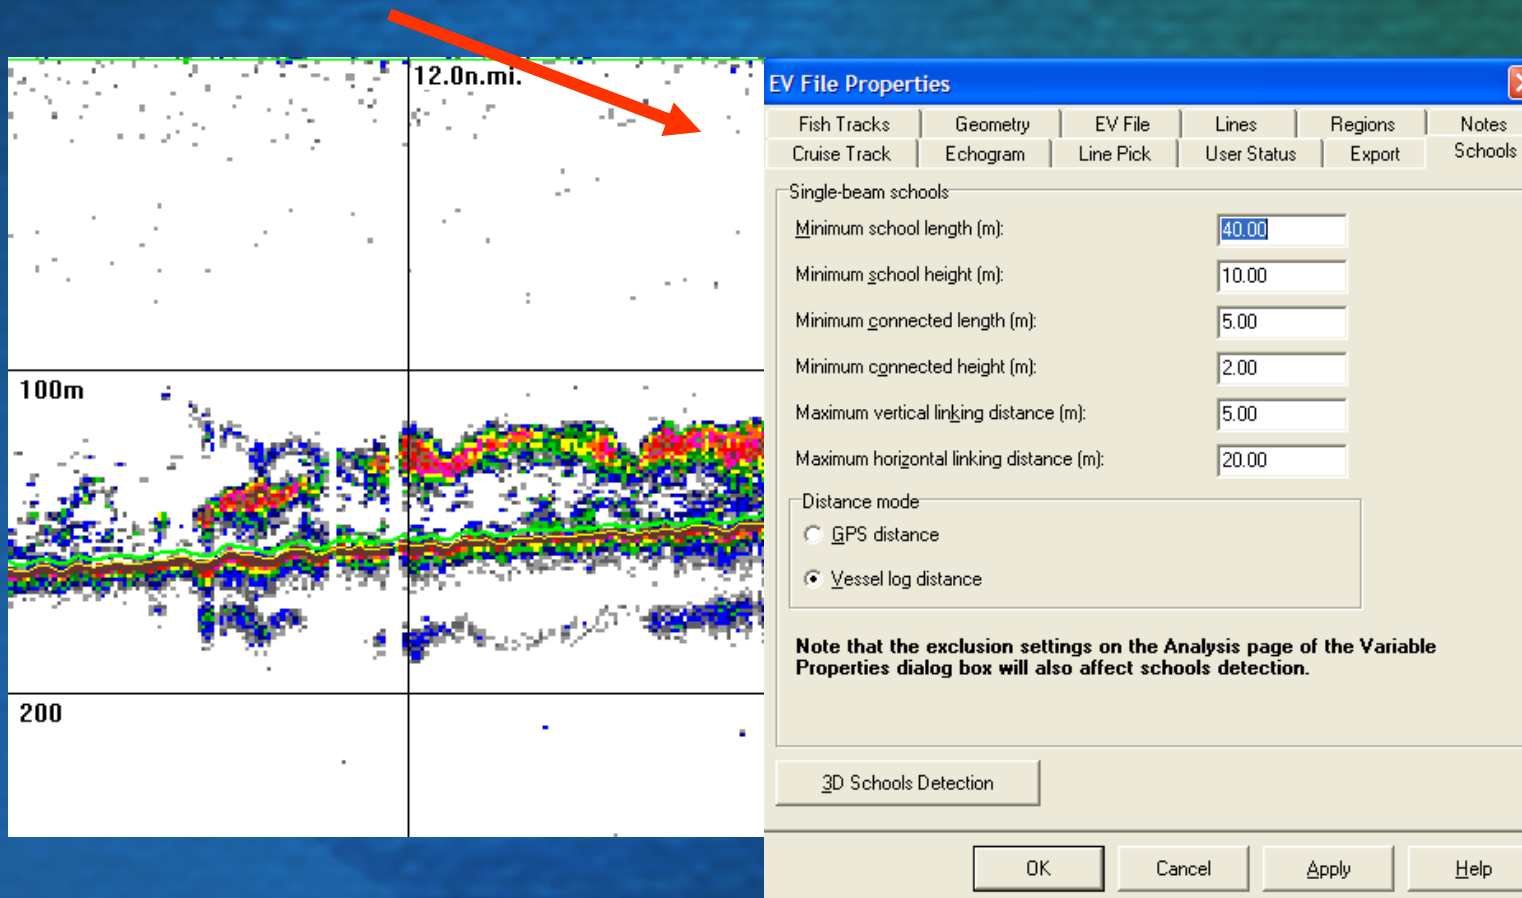 12.0n.mi.
100m
200
EV File Properties
Fish Tracks Geometry EV File Lines Regions Notes
Cruise Track Echogram Line Pick User Status Export Schools
Single-beam schools
Minimum school length (m): 40.00
Minimum school height (m): 10.00
Minimum connected length (m): 5.00
Minimum connected height (m): 2.00
Maximum vertical linking distance (m): 5.00
Maximum horizontal linking distance (m): 20.00
Distance mode
GPS distance
Vessel log distance
Note that the exclusion settings on the Analysis page of the Variable
Properties dialog box will also affect schools detection.
3D Schools Detection
OK Cancel Apply Help